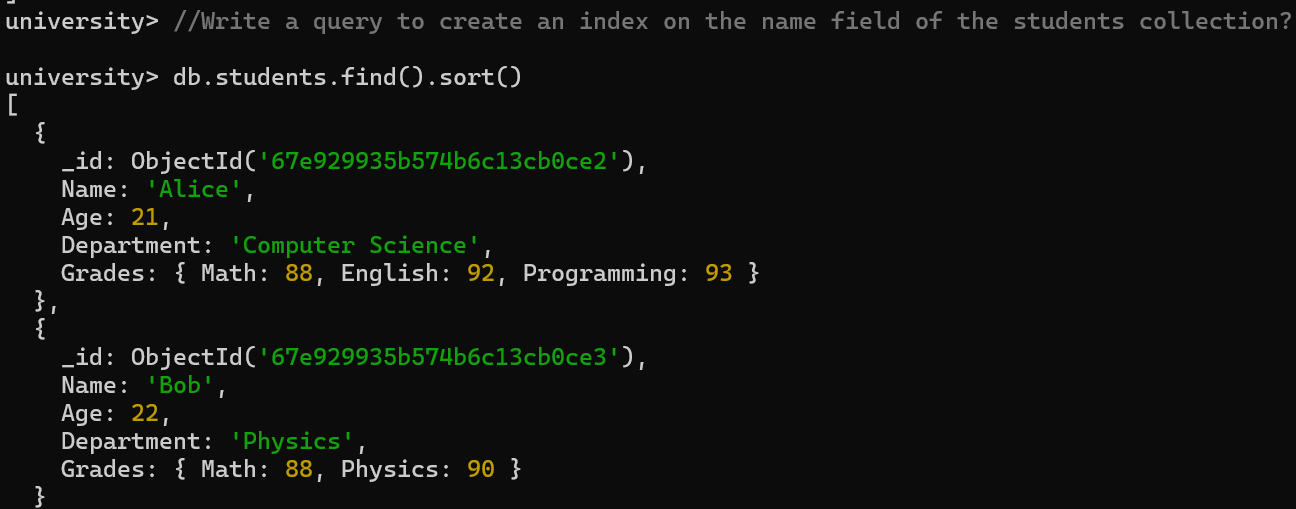 university> //Write a query to create an index on the name field of the students collection?
university> db.students.find().sort()
[
  {
    _id: ObjectId('67e929935b574b6c13cb0ce2'),
    Name: 'Alice',
    Age: 21,
    Department: 'Computer Science',
    Grades: { Math: 88, English: 92, Programming: 93 }
  },
  {
    _id: ObjectId('67e929935b574b6c13cb0ce3'),
    Name: 'Bob',
    Age: 22,
    Department: 'Physics',
    Grades: { Math: 88, Physics: 90 }
  }